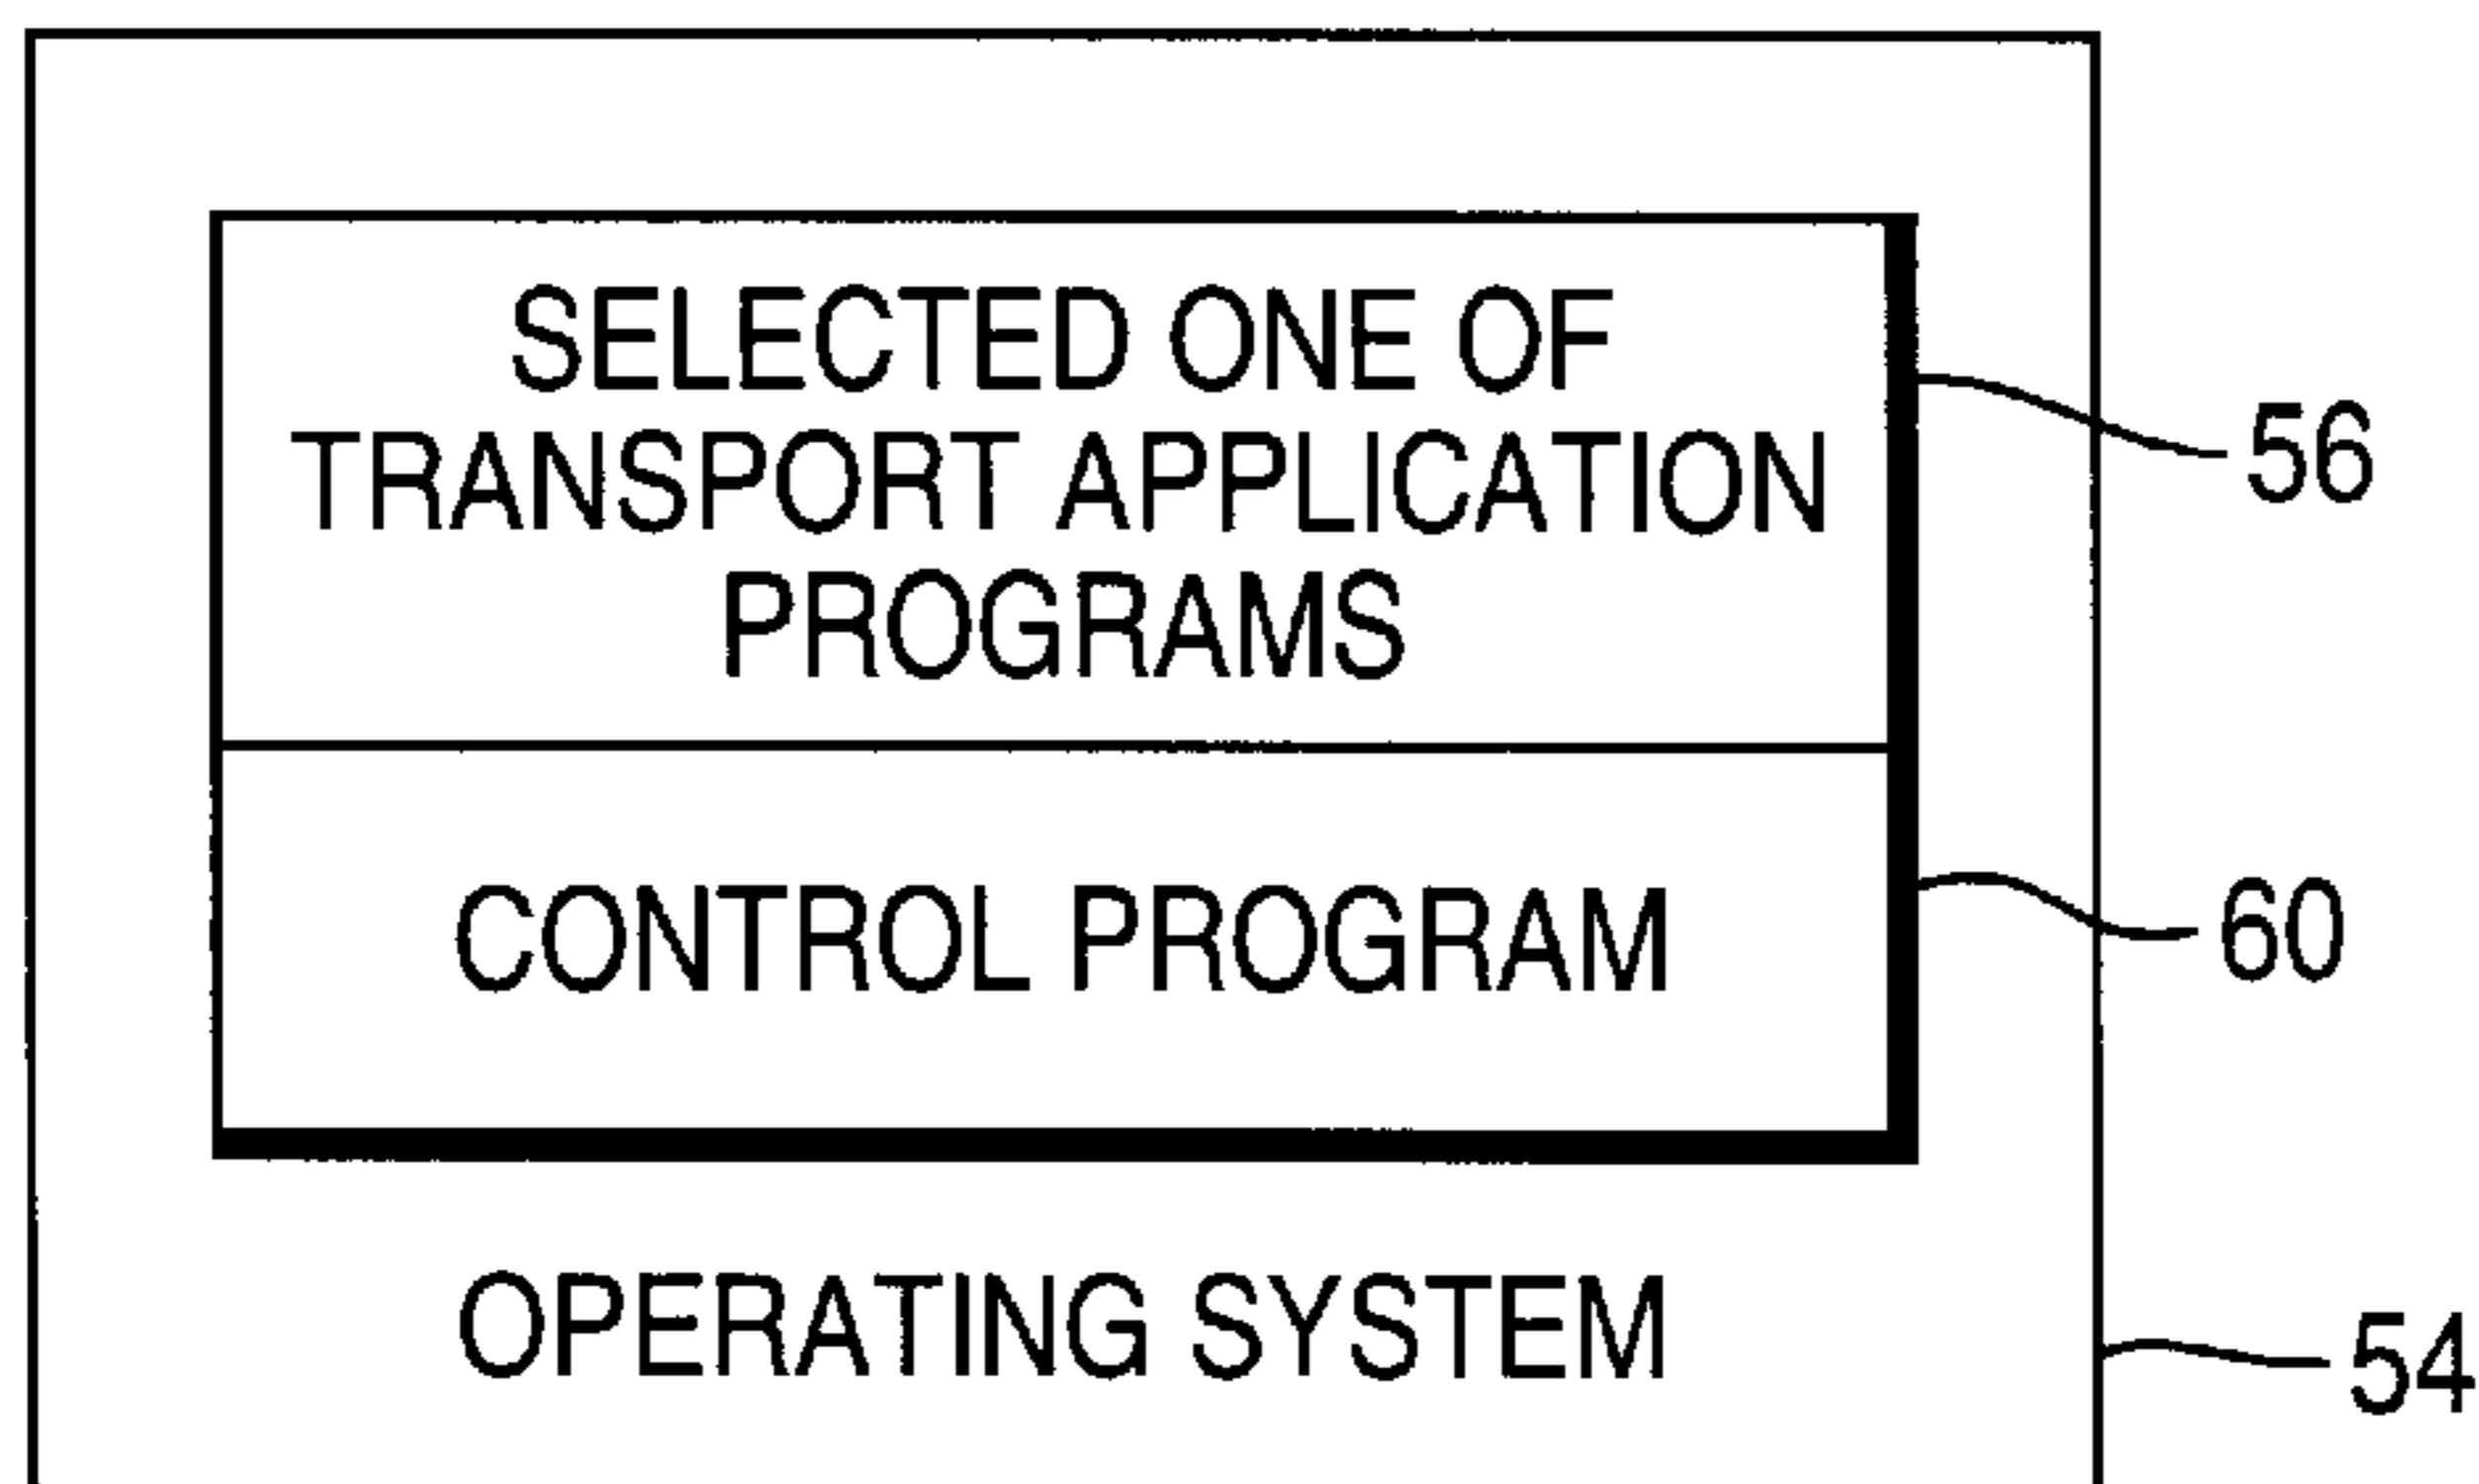 SELECTED ONE OF
TRANSPORT APPLICATION
PROGRAMS
56
CONTROL PROGRAM
60
OPERATING SYSTEM
54